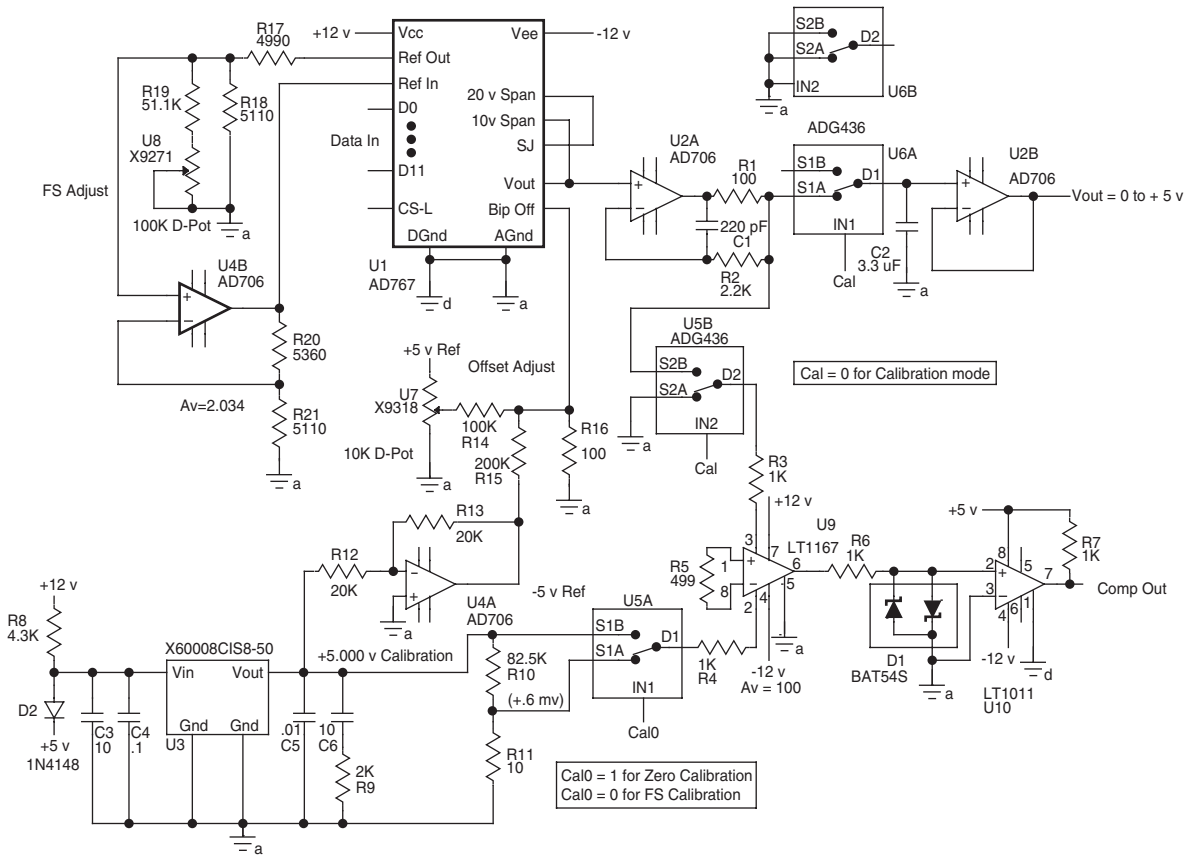 R17
4990
+12 v
Vcc
Vee
-12 v
Ref Out
Ref In
D0
Data In
D11
CS-L
20 v Span
10v Span
SJ
Vout
Bip Off
DGnd
AGnd
U1
AD767
d
a
R19
51.1K
R18
5110
U8
X9271
FS Adjust
100K D-Pot
a
U4B
AD706
+
−
R20
5360
Av=2.034
R21
5110
a
S2B
S2A
D2
IN2
U6B
a
ADG436
U6A
S1B
S1A
D1
IN1
Cal
U2A
AD706
+
−
R1
100
220 pF
C1
R2
2.2K
U2B
AD706
+
−
Vout = 0 to + 5 v
C2
3.3 uF
a
U5B
ADG436
S2B
S2A
D2
IN2
Cal
a
Cal = 0 for Calibration mode
+5 v Ref
Offset Adjust
U7
X9318
10K D-Pot
a
100K
R14
200K
R15
R16
100
a
R13
20K
R12
20K
−
+
a
U4A
AD706
-5 v Ref
R3
1K
+12 v
U9
LT1167
R5
499
3
1
8
2
7
6
5
4
+
−
a
-12 v
Av = 100
R6
1K
D1
BAT54S
a
+5 v
R7
1K
2
3
8
5
7
4
6
1
+
−
Comp Out
-12 v
d
LT1011
U10
+12 v
R8
4.3K
X60008CIS8-50
Vin
Vout
Gnd
Gnd
U3
D2
+5 v
1N4148
C3
10
C4
.1
+5.000 v Calibration
.01
C5
10
C6
2K
R9
a
82.5K
R10
(+.6 mv)
R11
10
U5A
S1B
S1A
D1
IN1
Cal0
1K
R4
Cal0 = 1 for Zero Calibration
Cal0 = 0 for FS Calibration